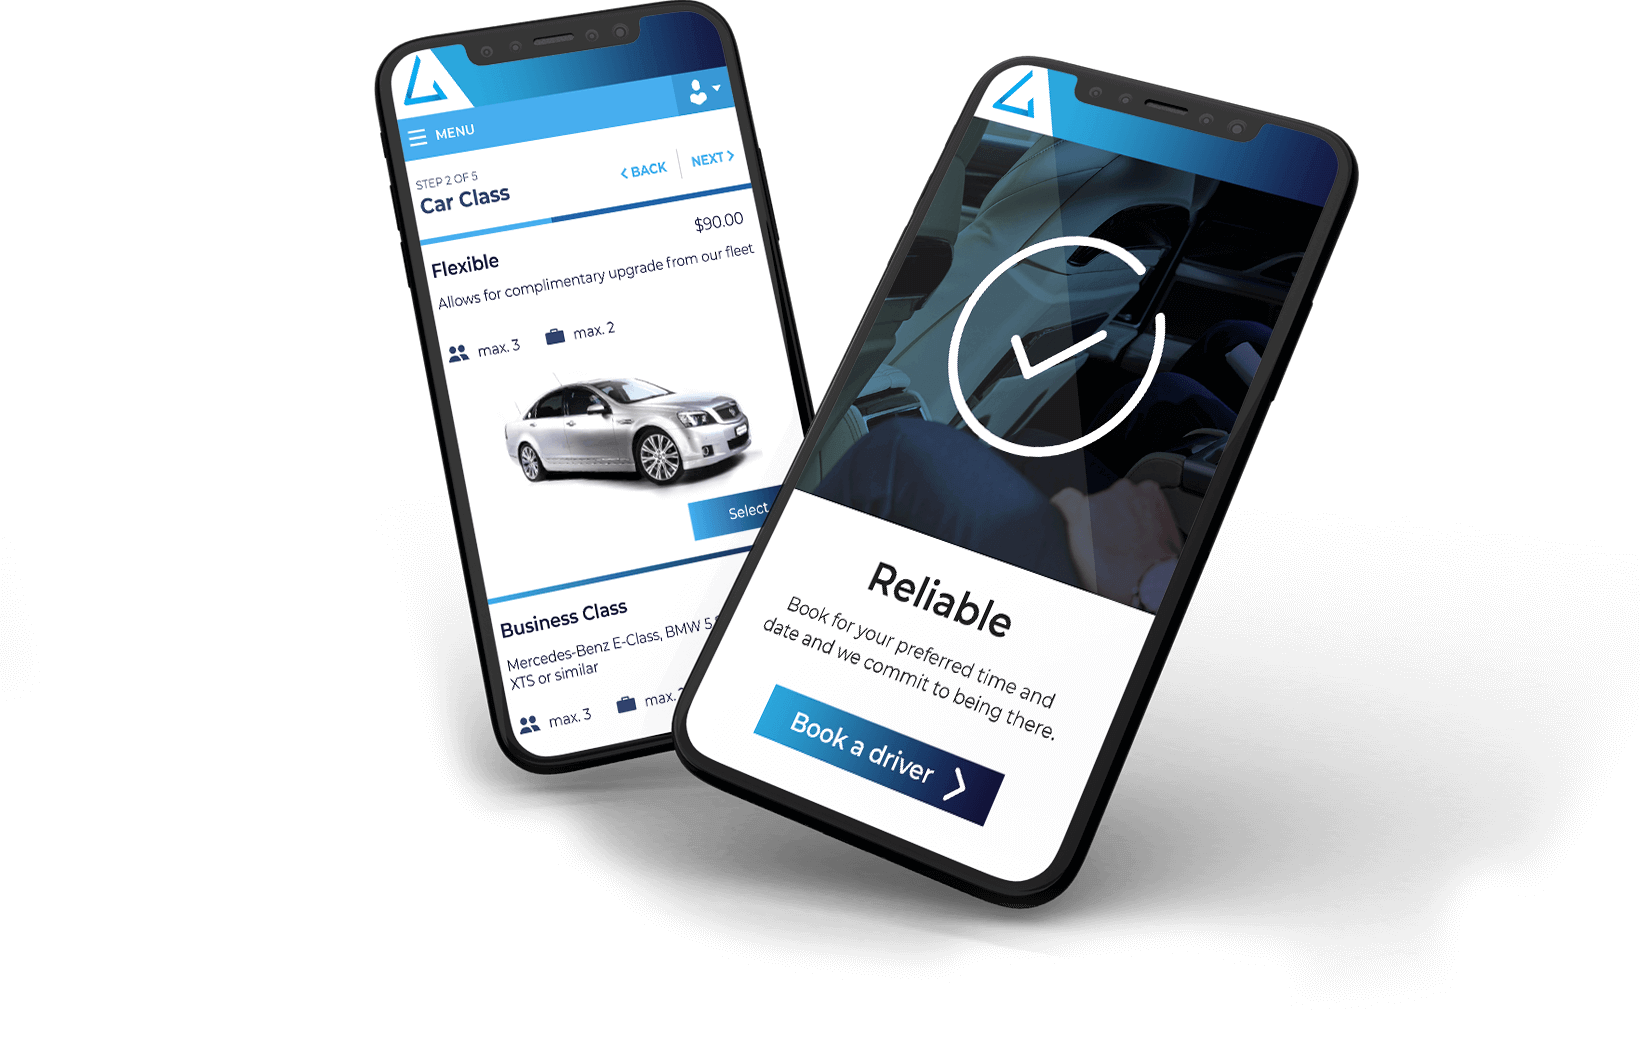 MENU
STEP 2 OF 5
Car Class
BACK
NEXT
$90.00
Flexible
Allows for complimentary upgrade from our fleet
max. 3
max. 2
Select
Business Class
Mercedes-Benz E-Class, BMW 5
XTS or similar
max. 3
max.
Reliable
Book for your preferred time and
date and we commit to being there.
Book a driver